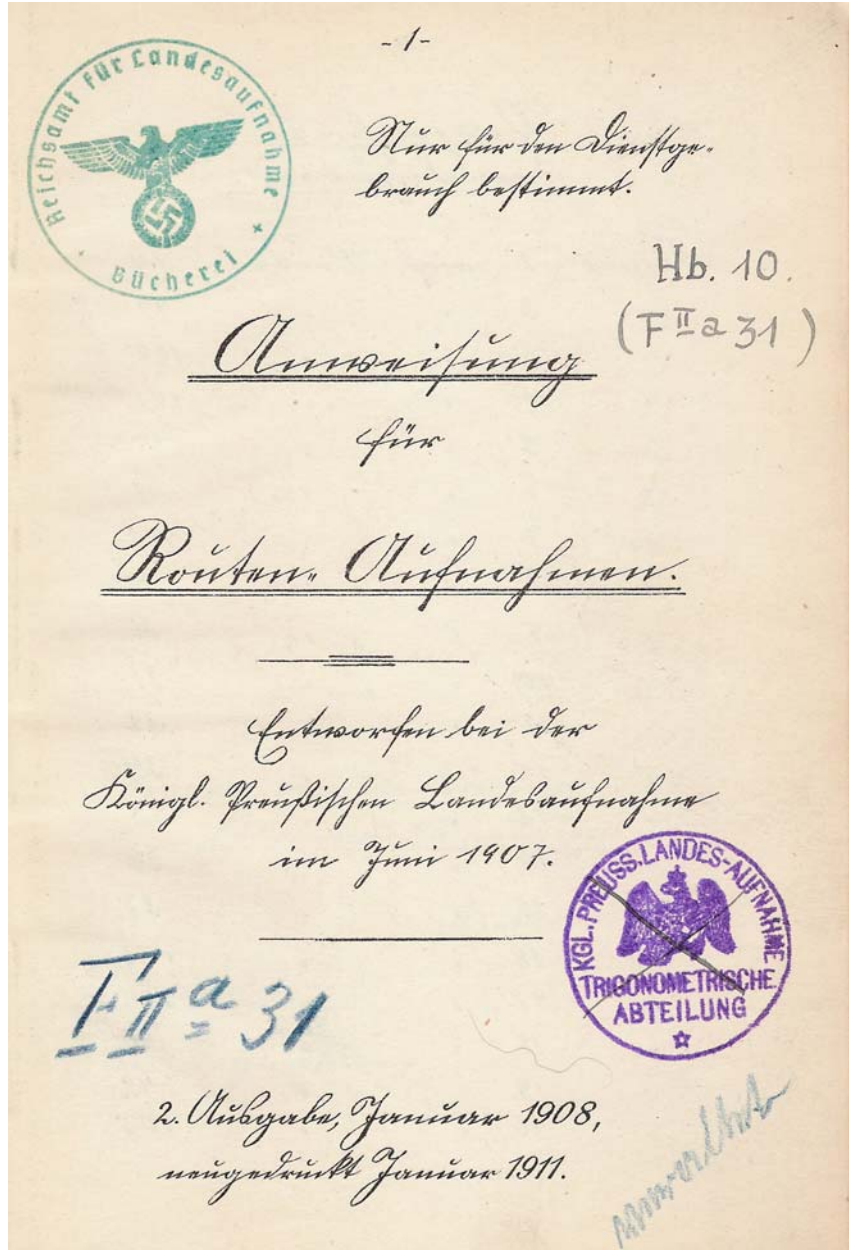 -1-
Reichsamt für Landesaufnahme
Bücherei
Nur für den Dienstge-
brauch bestimmt.
Hb. 10.
(F II a 31)
Anweisung
für
Routen-Aufnahmen.
Entworfen bei der
Königl. Preußischen Landesaufnahme
im Juni 1907.
KGL. PREUSS. LANDES-AUFNAHME
TRIGONOMETRISCHE
ABTEILUNG
F II a 31
2. Ausgabe, Januar 1908,
neugedruckt Januar 1911.